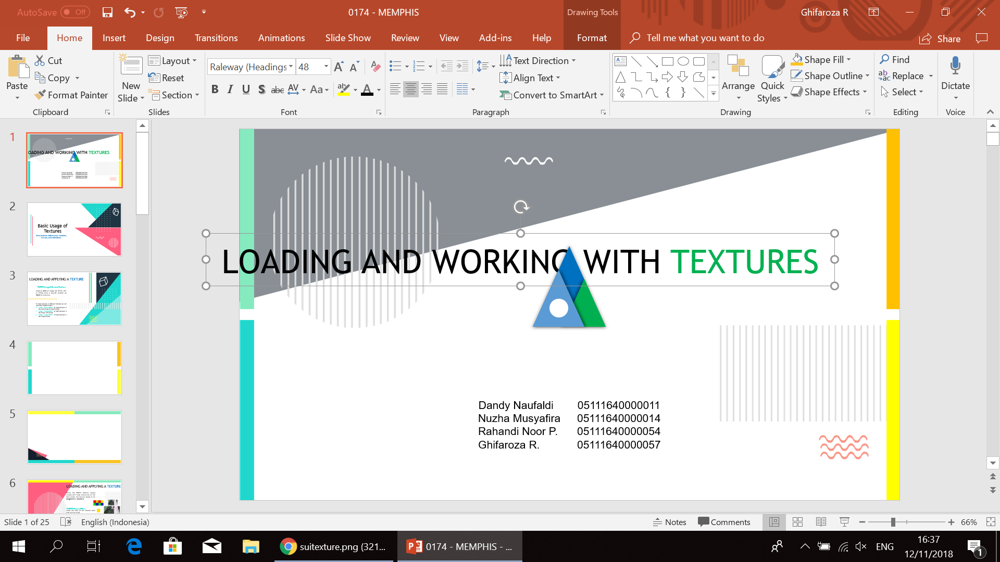 AutoSave Off
0174 - MEMPHIS
Drawing Tools
Ghifaroza R
File Home Insert Design Transitions Animations Slide Show Review View Add-ins Help Format Tell me what you want to do Share
Paste
Cut
Copy
Format Painter
Clipboard
New Slide
Layout
Reset
Section
Slides
Raleway (Headings 48
B I U S abc AV Aa A
Font
Text Direction
Align Text
Convert to SmartArt
Paragraph
Arrange
Quick Styles
Shape Fill
Shape Outline
Shape Effects
Drawing
Find
Replace
Select
Editing
Dictate
Voice
1
OADING AND WORKING WITH TEXTURES
2
Basic Usage of
Textures
3
LOADING AND APPLYING A TEXTURE
4
5
6
LOADING AND APPLYING A TEXTURE
LOADING AND WORKING WITH TEXTURES
Dandy Naufaldi 05111640000011
Nuzha Musyafira 05111640000014
Rahandi Noor P. 05111640000054
Ghifaroza R. 05111640000057
Slide 1 of 25 English (Indonesia) Notes Comments 66%
suitexture.png (321...
0174 - MEMPHIS - ...
ENG
16:37
12/11/2018
1